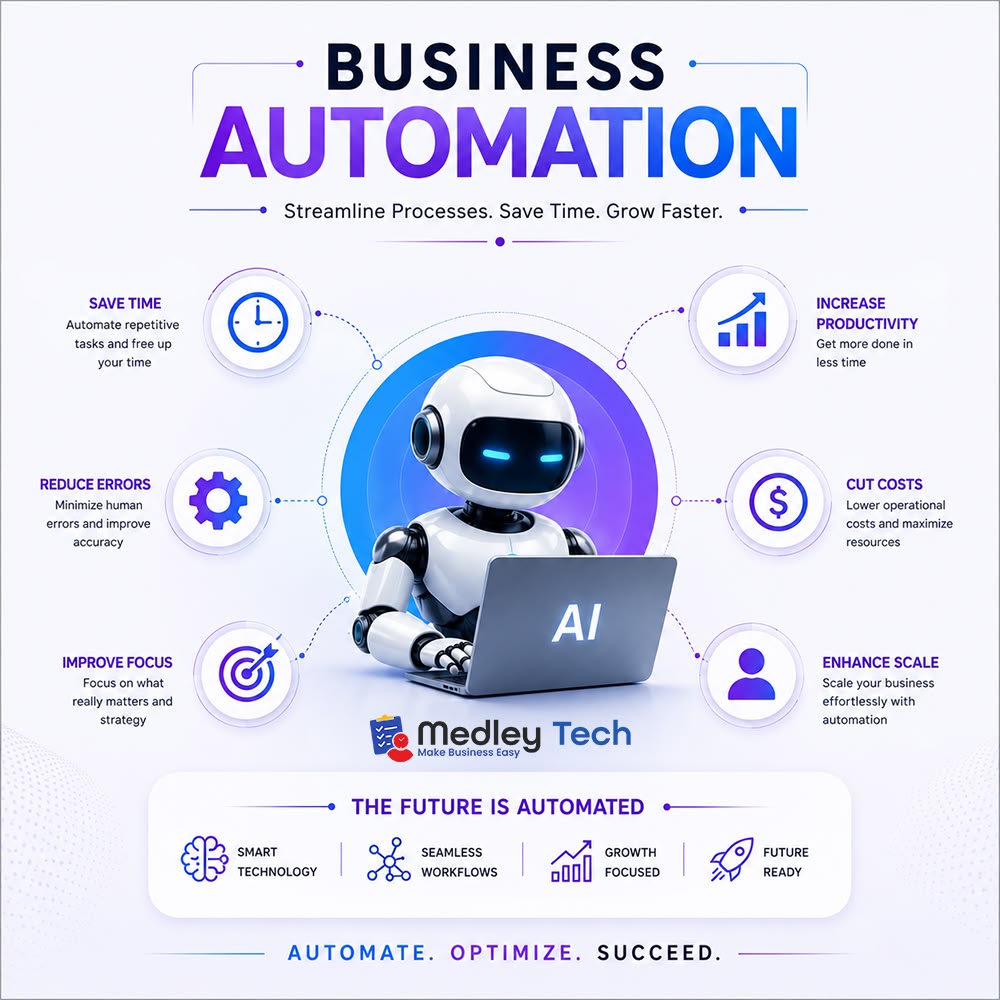 BUSINESS
AUTOMATION
Streamline Processes. Save Time. Grow Faster.
SAVE TIME
Automate repetitive
tasks and free up
your time
INCREASE
PRODUCTIVITY
Get more done in
less time
REDUCE ERRORS
Minimize human
errors and improve
accuracy
CUT COSTS
Lower operational
costs and maximize
resources
IMPROVE FOCUS
Focus on what
really matters and
strategy
ENHANCE SCALE
Scale your business
effortlessly with
automation
AI
Medley Tech
Make Business Easy
THE FUTURE IS AUTOMATED
SMART
TECHNOLOGY
SEAMLESS
WORKFLOWS
GROWTH
FOCUSED
FUTURE
READY
AUTOMATE. OPTIMIZE. SUCCEED.